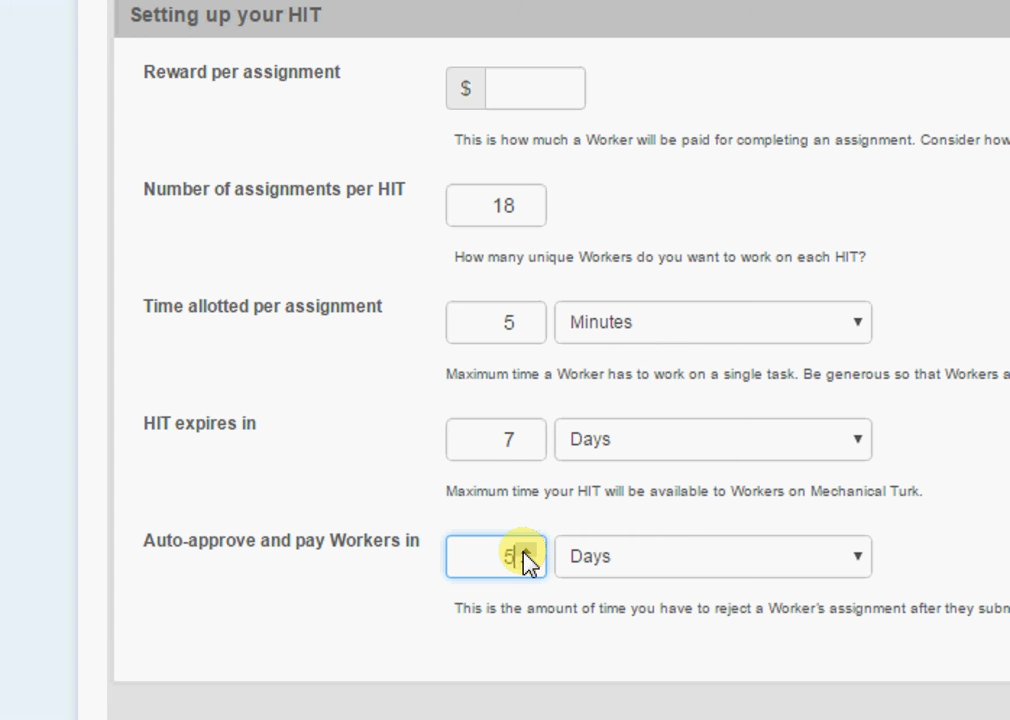 Setting up your HIT
Reward per assignment
$
This is how much a Worker will be paid for completing an assignment. Consider how
Number of assignments per HIT
18
How many unique Workers do you want to work on each HIT?
Time allotted per assignment
5 Minutes
Maximum time a Worker has to work on a single task. Be generous so that Workers a
HIT expires in
7 Days
Maximum time your HIT will be available to Workers on Mechanical Turk.
Auto-approve and pay Workers in
5 Days
This is the amount of time you have to reject a Worker's assignment after they subm